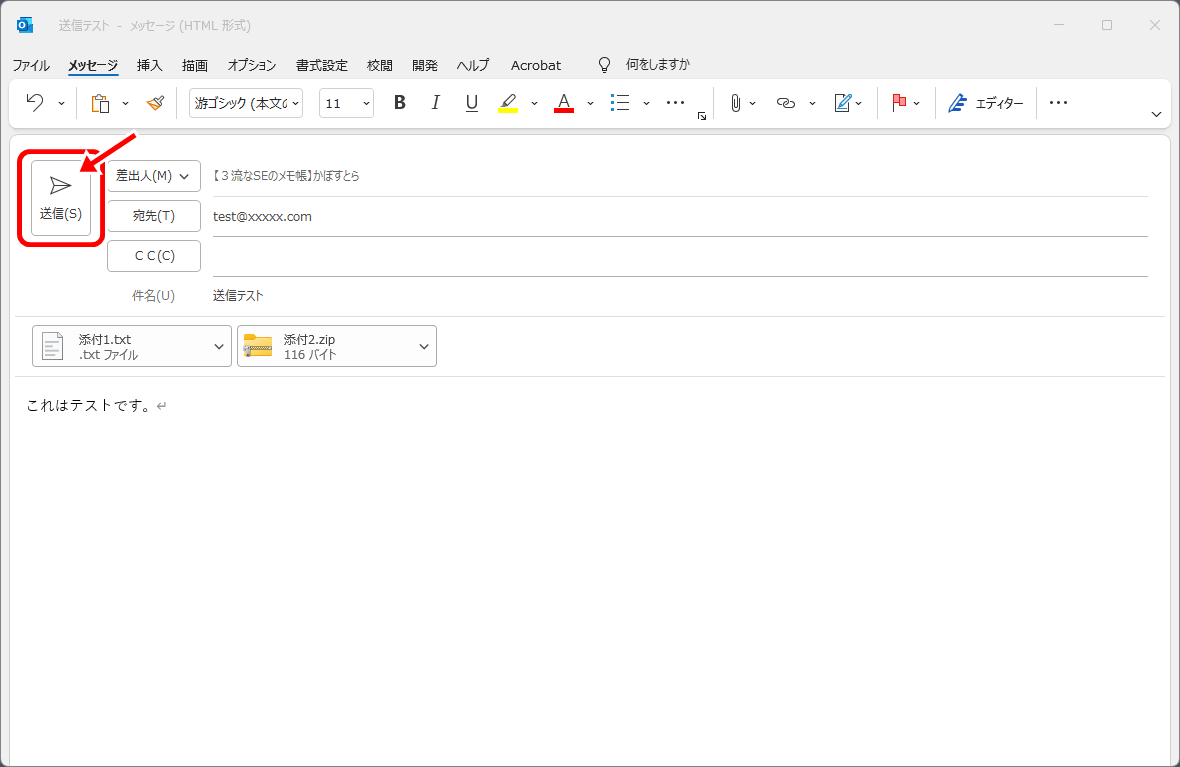 送信テスト - メッセージ (HTML 形式)
ファイル メッセージ 挿入 描画 オプション 書式設定 校閲 開発 ヘルプ Acrobat 何をしますか
游ゴシック (本文の 11 B I U A エディター
送信(S)
差出人(M) 【３流なSEのメモ帳】かぼすとら
宛先(T) test@xxxxx.com
ＣＣ(C)
件名(U) 送信テスト
添付1.txt
.txt ファイル
添付2.zip
116 バイト
これはテストです。↵